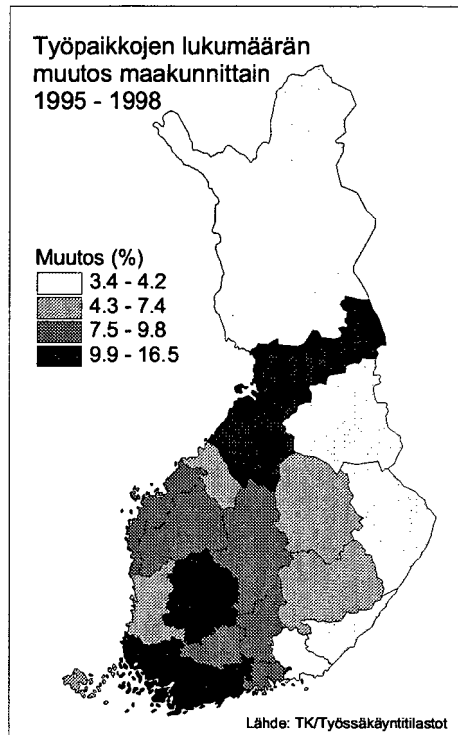 Työpaikkojen lukumäärän
muutos maakunnittain
1995 - 1998
Muutos (%)
3.4 - 4.2
4.3 - 7.4
7.5 - 9.8
9.9 - 16.5
Lähde: TK/Työssäkäyntitilastot